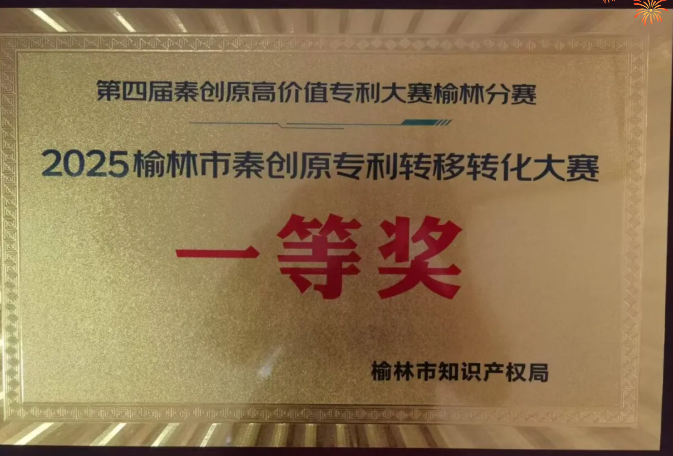 第四届秦创原高价值专利大赛榆林分赛
2025榆林市秦创原专利转移转化大赛
一等奖
榆林市知识产权局